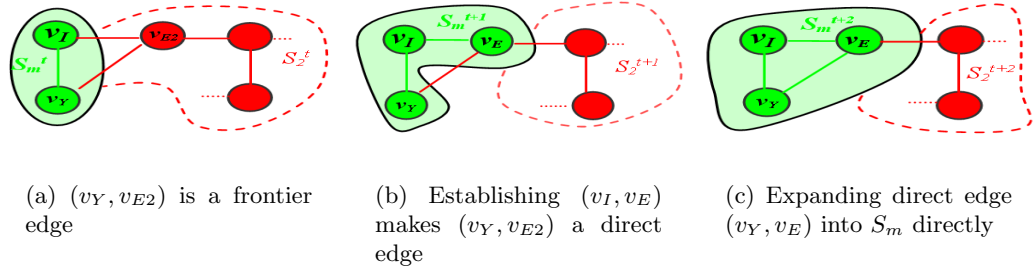 v_I v_E2 S_2^t
S_m^t
v_Y
S_m^{t+1}
v_I v_E S_2^{t+1}
v_Y
S_m^{t+2}
v_I v_E S_2^{t+2}
v_Y
(a) (v_Y, v_E2) is a frontier
edge
(b) Establishing (v_I, v_E)
makes (v_Y, v_E2) a direct
edge
(c) Expanding direct edge
(v_Y, v_E) into S_m directly